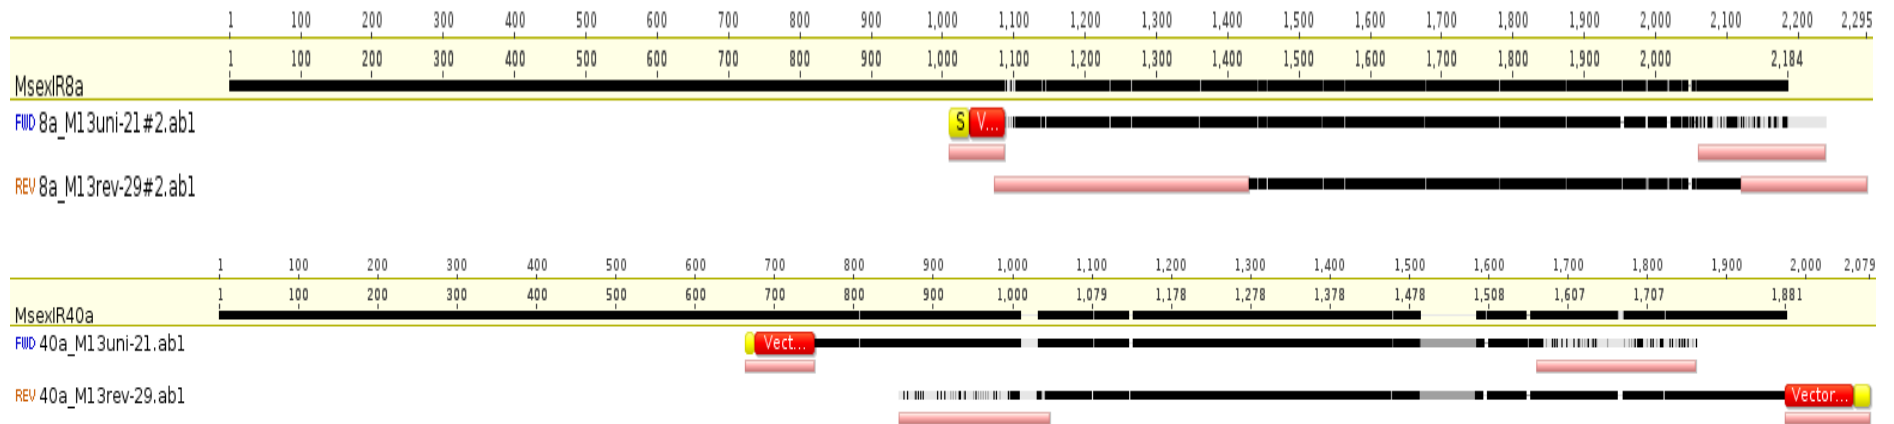 1 100 200 300 400 500 600 700 800 900 1,000 1,100 1,200 1,300 1,400 1,500 1,600 1,700 1,800 1,900 2,000 2,100 2,200 2,295
1 100 200 300 400 500 600 700 800 900 1,000 1,100 1,200 1,300 1,400 1,500 1,600 1,700 1,800 1,900 2,000 2,184
MsexIR8a
FWD 8a_M13uni-21#2.ab1 S V...
REV 8a_M13rev-29#2.ab1
1 100 200 300 400 500 600 700 800 900 1,000 1,100 1,200 1,300 1,400 1,500 1,600 1,700 1,800 1,900 2,000 2,079
1 100 200 300 400 500 600 700 800 900 1,000 1,079 1,178 1,278 1,378 1,478 1,508 1,607 1,707 1,881
MsexIR40a
FWD 40a_M13uni-21.ab1 Vect...
REV 40a_M13rev-29.ab1 Vector...